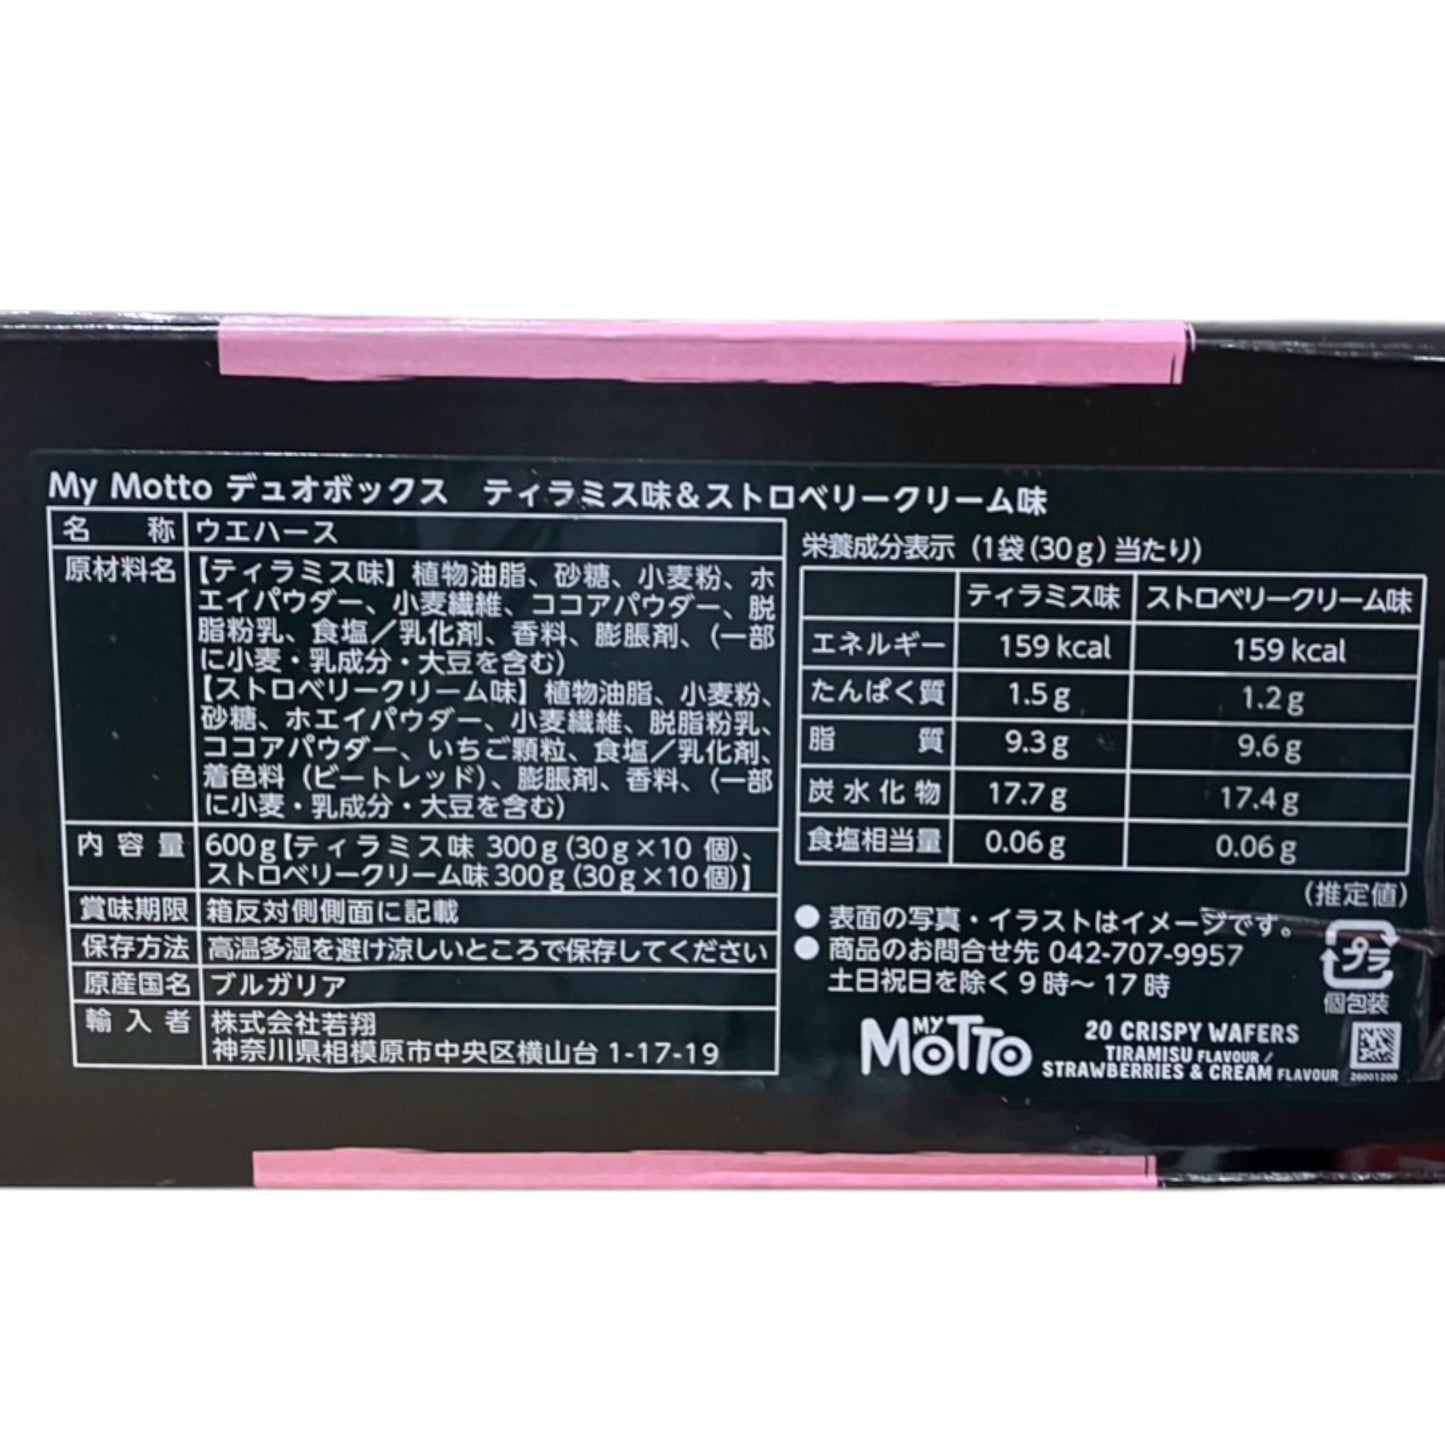 My Motto デュオボックス　ティラミス味&ストロベリークリーム味
名称 ウエハース
原材料名 【ティラミス味】植物油脂、砂糖、小麦粉、ホ
エイパウダー、小麦繊維、ココアパウダー、脱
脂粉乳、食塩／乳化剤、香料、膨脹剤、（一部
に小麦・乳成分・大豆を含む）
【ストロベリークリーム味】植物油脂、小麦粉、
砂糖、ホエイパウダー、小麦繊維、脱脂粉乳、
ココアパウダー、いちご顆粒、食塩／乳化剤、
着色料（ビートレッド）、膨脹剤、香料、（一部
に小麦・乳成分・大豆を含む）
内容量 600g【ティラミス味 300g（30g×10 個）、
ストロベリークリーム味 300g（30g×10個）】
賞味期限 箱反対側側面に記載
保存方法 高温多湿を避け涼しいところで保存してください
原産国名 ブルガリア
輸入者 株式会社若翔
神奈川県相模原市中央区横山台 1-17-19
栄養成分表示（1袋（30g）当たり）
ティラミス味 ストロベリークリーム味
エネルギー 159 kcal 159 kcal
たんぱく質 1.5g 1.2g
脂質 9.3g 9.6g
炭水化物 17.7g 17.4g
食塩相当量 0.06g 0.06g
（推定値）
● 表面の写真・イラストはイメージです。
● 商品のお問合せ先 042-707-9957
土日祝日を除く 9 時～ 17 時
プラ
個包装
MY MOTTO
20 CRISPY WAFERS
TIRAMISU FLAVOUR /
STRAWBERRIES & CREAM FLAVOUR
26001200